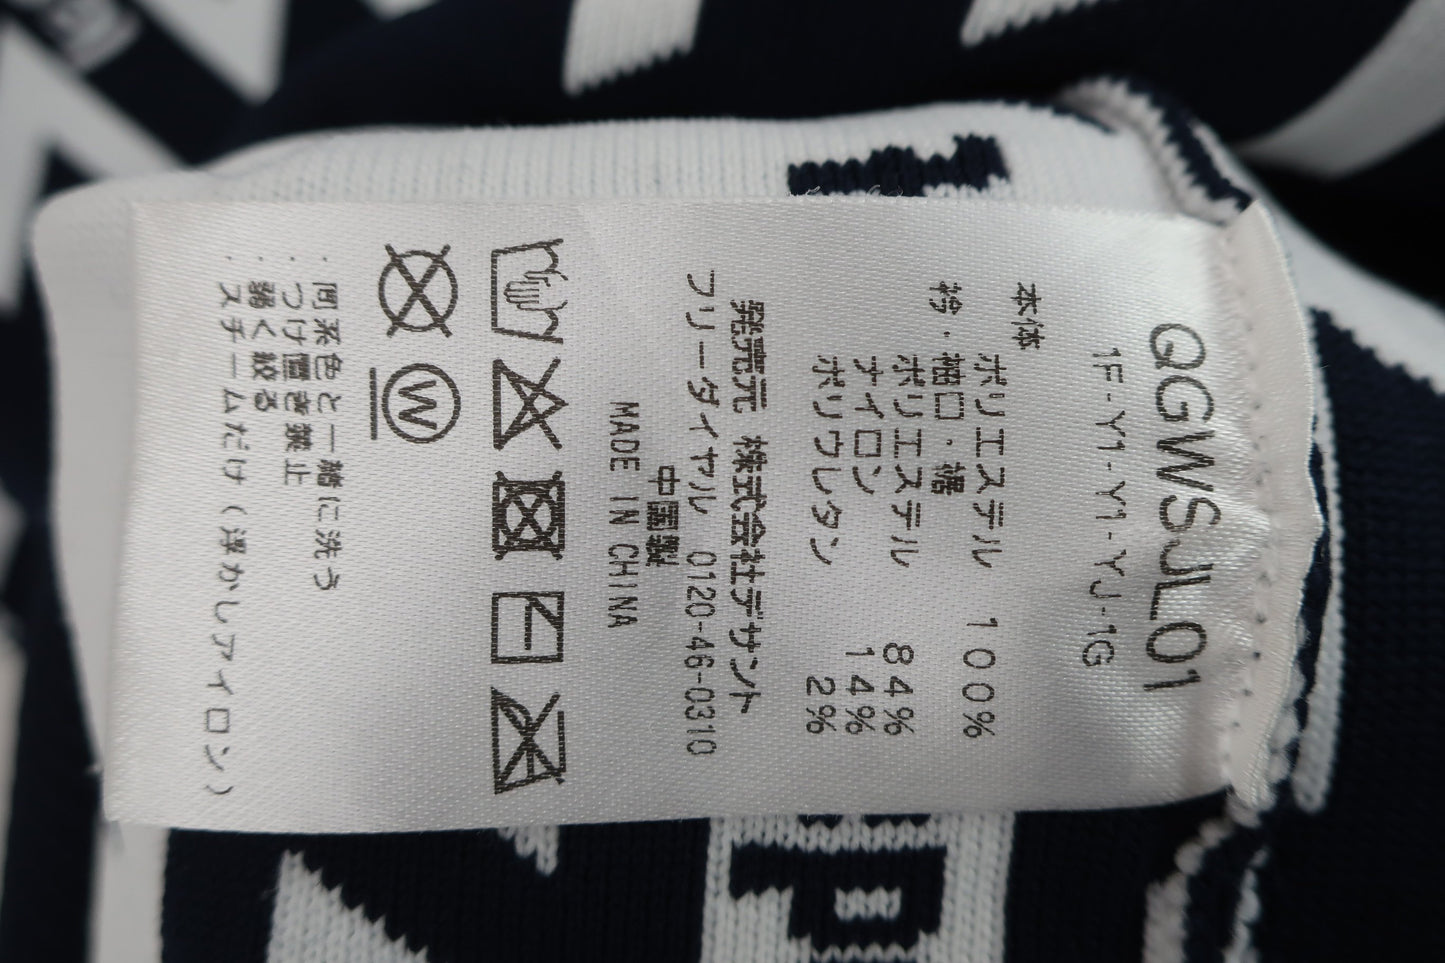 QGWSJL01
1F-Y1-Y1-YJ-1G
本体
ポリエステル 100%
衿・袖口・裾
ポリエステル 84%
ナイロン 14%
ポリウレタン 2%
発売元 株式会社デサント
フリーダイヤル 0120-46-0310
中国製
MADE IN CHINA
W
・同系色と一緒に洗う
・つけ置き禁止
・弱く絞る
・スチームだけ（浮かしアイロン）
P